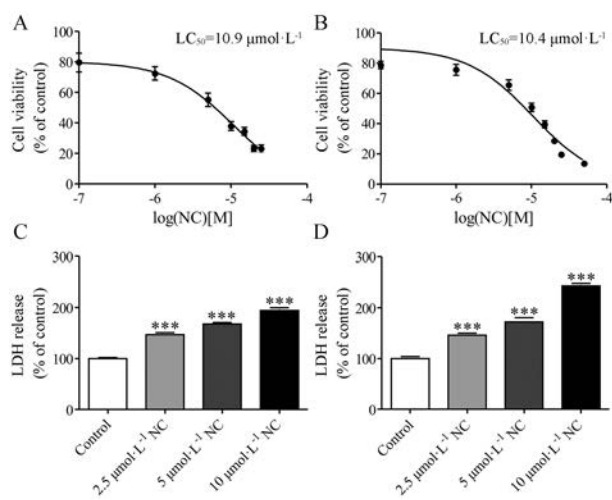 A
LC₅₀=10.9 μmol·L⁻¹
Cell viability
(% of control)
100
80
60
40
20
0
-7
-6
-5
-4
log(NC)[M]
B
LC₅₀=10.4 μmol·L⁻¹
Cell viability
(% of control)
100
80
60
40
20
0
-7
-6
-5
-4
log(NC)[M]
C
LDH release
(% of control)
300
200
100
0
***
***
***
Control
2.5 μmol·L⁻¹ NC
5 μmol·L⁻¹ NC
10 μmol·L⁻¹ NC
D
LDH release
(% of control)
300
200
100
0
***
***
***
Control
2.5 μmol·L⁻¹ NC
5 μmol·L⁻¹ NC
10 μmol·L⁻¹ NC